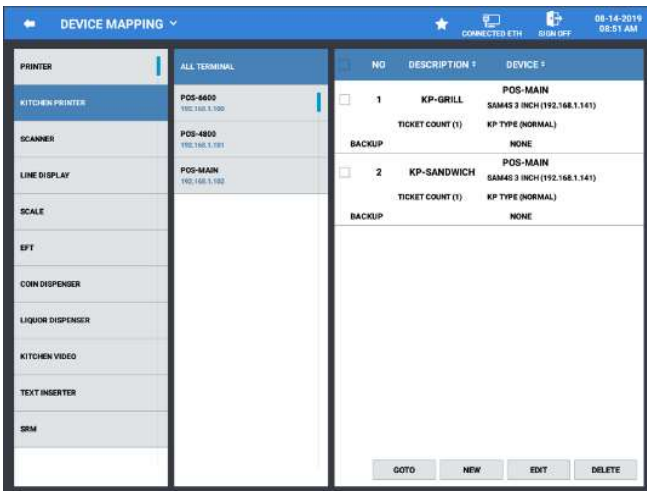 DEVICE MAPPING
CONNECTED ETH
SIGN OFF
08-14-2019
08:51 AM
PRINTER
KITCHEN PRINTER
SCANNER
LINE DISPLAY
SCALE
EFT
COIN DISPENSER
LIQUOR DISPENSER
KITCHEN VIDEO
TEXT INSERTER
SRM
ALL TERMINAL
POS-6600
192.168.1.100
POS-4800
192.168.1.101
POS-MAIN
192.168.1.102
NO DESCRIPTION DEVICE
1 KP-GRILL POS-MAIN
SAM4S 3 INCH (192.168.1.141)
TICKET COUNT (1) KP TYPE (NORMAL)
BACKUP NONE
2 KP-SANDWICH POS-MAIN
SAM4S 3 INCH (192.168.1.141)
TICKET COUNT (1) KP TYPE (NORMAL)
BACKUP NONE
GOTO NEW EDIT DELETE